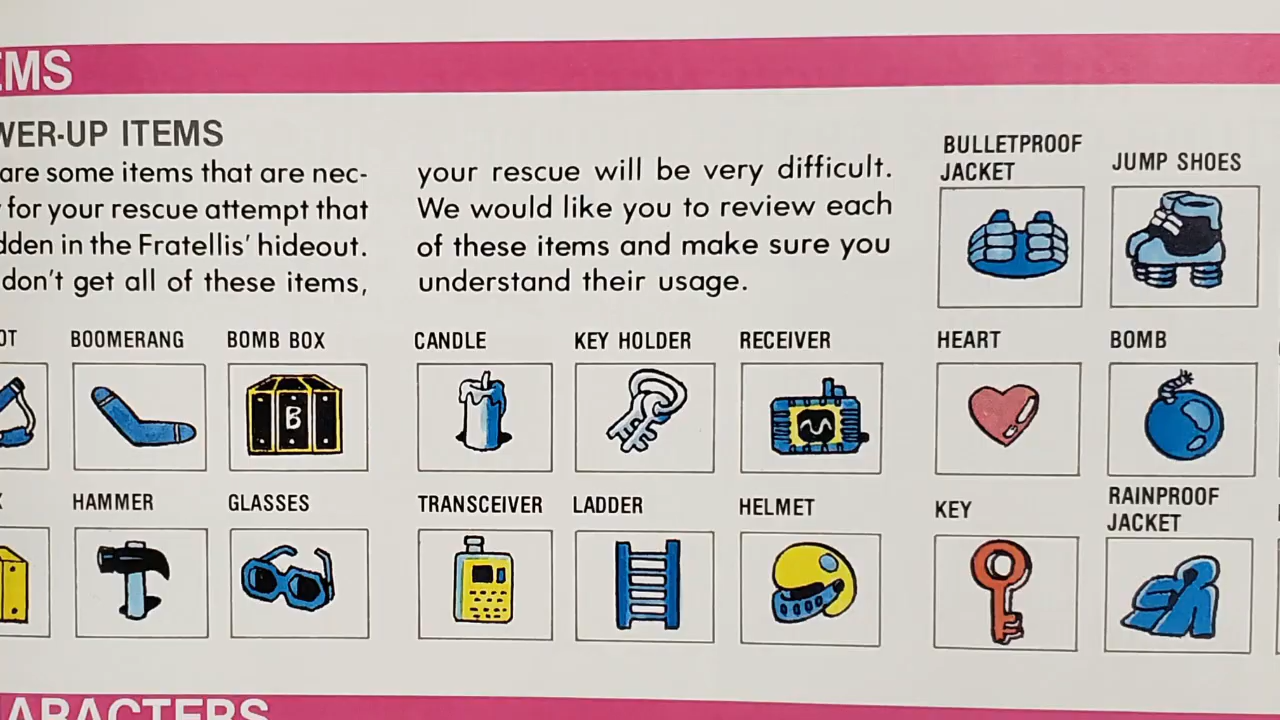 EMS
WER-UP ITEMS
are some items that are nec-
for your rescue attempt that
dden in the Fratellis' hideout.
don't get all of these items,
your rescue will be very difficult.
We would like you to review each
of these items and make sure you
understand their usage.
BULLETPROOF
JACKET
JUMP SHOES
OT
BOOMERANG
BOMB BOX
CANDLE
KEY HOLDER
RECEIVER
HEART
BOMB
B
HAMMER
GLASSES
TRANSCEIVER
LADDER
HELMET
KEY
RAINPROOF
JACKET
ARACTERS